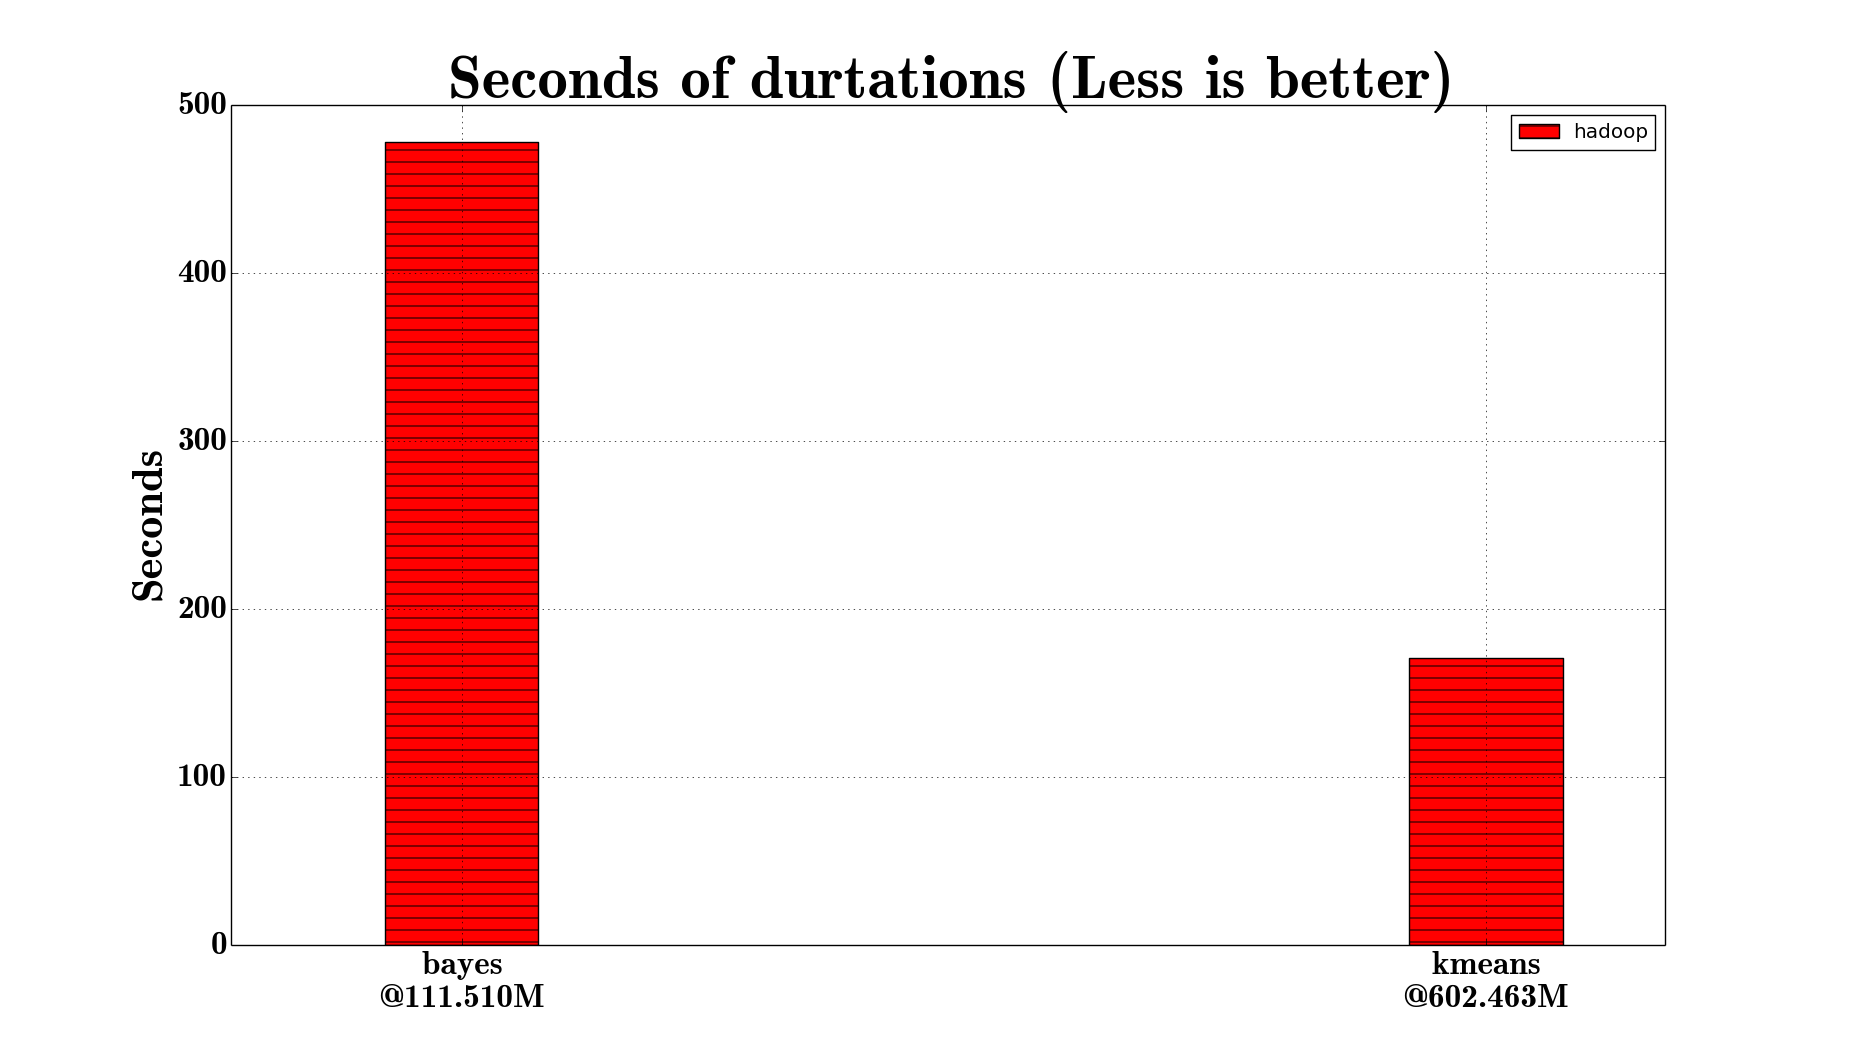 Seconds of durtations (Less is better)
hadoop
500
400
300
200
100
0
Seconds
bayes
@111.510M
kmeans
@602.463M